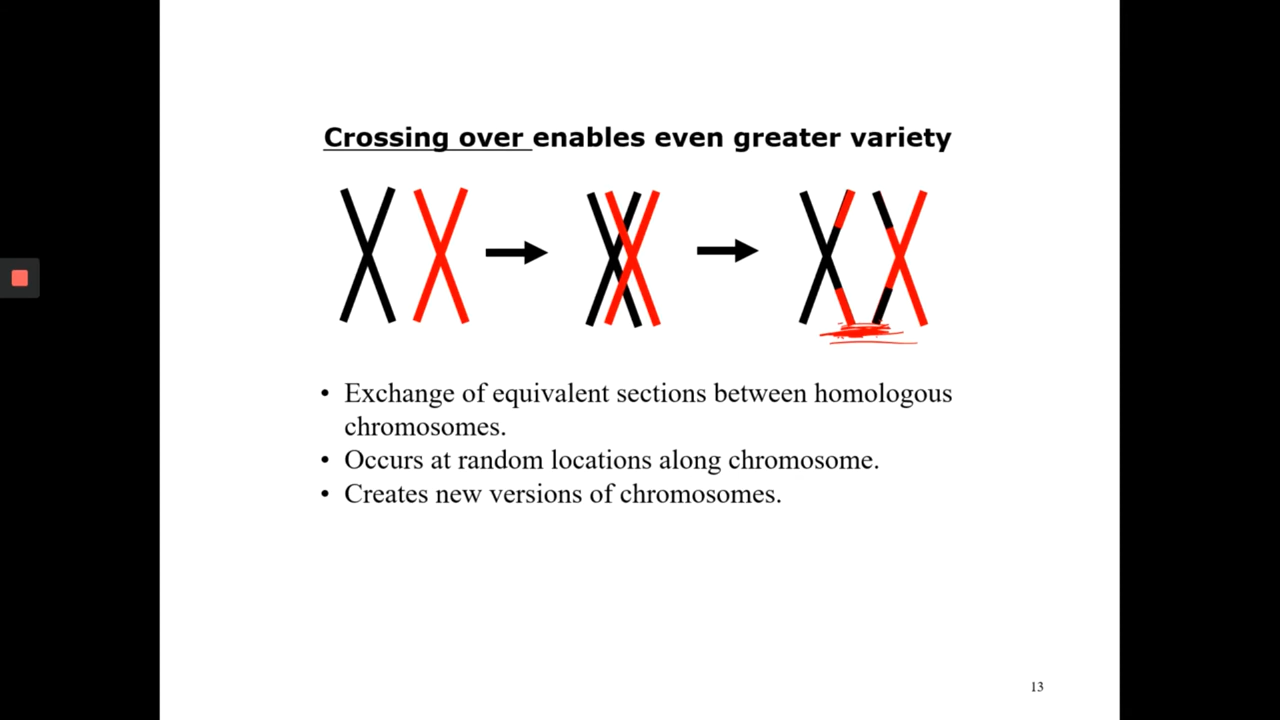 Crossing over enables even greater variety
• Exchange of equivalent sections between homologous
chromosomes.
• Occurs at random locations along chromosome.
• Creates new versions of chromosomes.
13